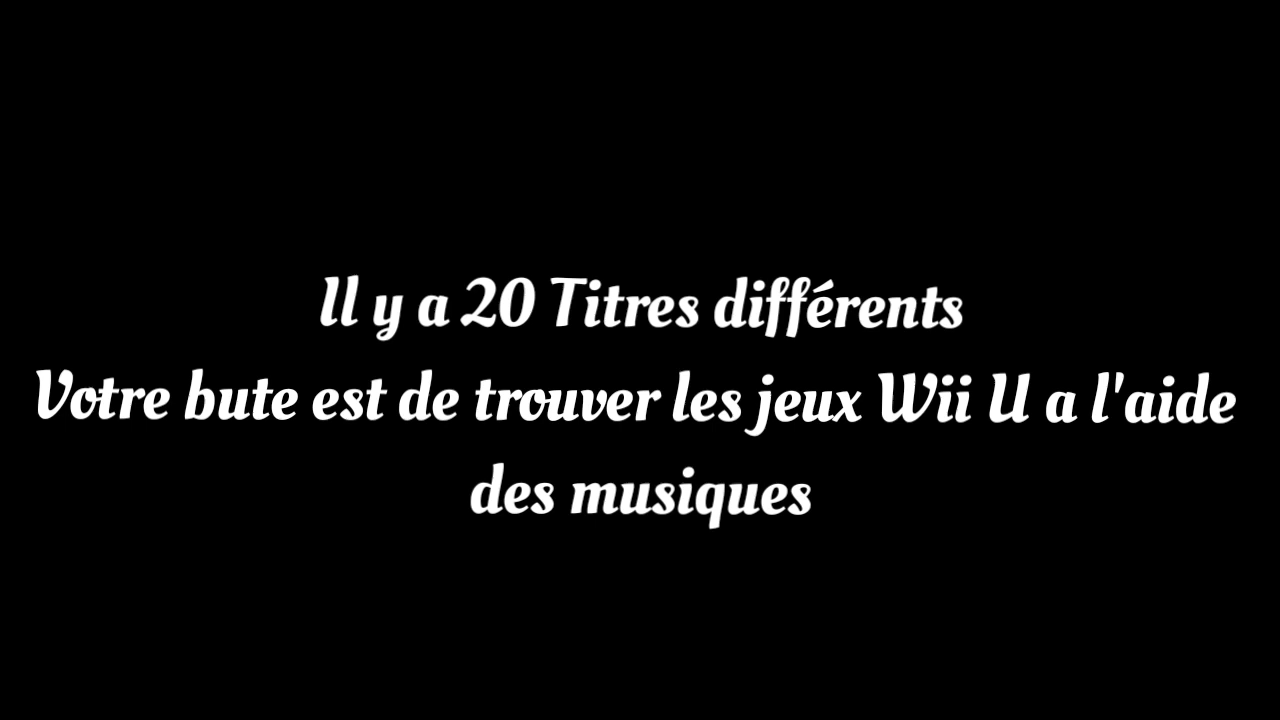 Il y a 20 Titres différents
Votre bute est de trouver les jeux Wii U a l'aide
des musiques